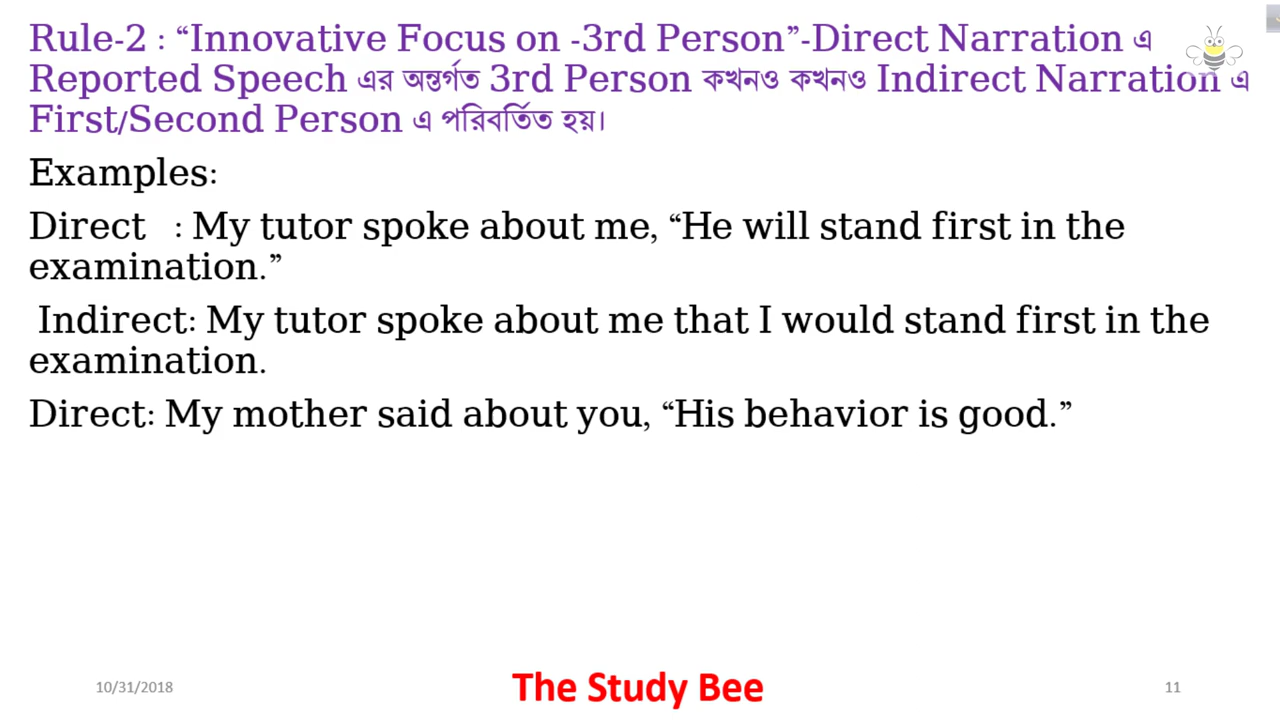 Rule-2 : “Innovative Focus on -3rd Person”-Direct Narration এ
Reported Speech এর অন্তর্গত 3rd Person কখনও কখনও Indirect Narration এ
First/Second Person এ পরিবর্তিত হয়।
Examples:
Direct : My tutor spoke about me, “He will stand first in the
examination.”
Indirect: My tutor spoke about me that I would stand first in the
examination.
Direct: My mother said about you, “His behavior is good.”
10/31/2018
The Study Bee
11